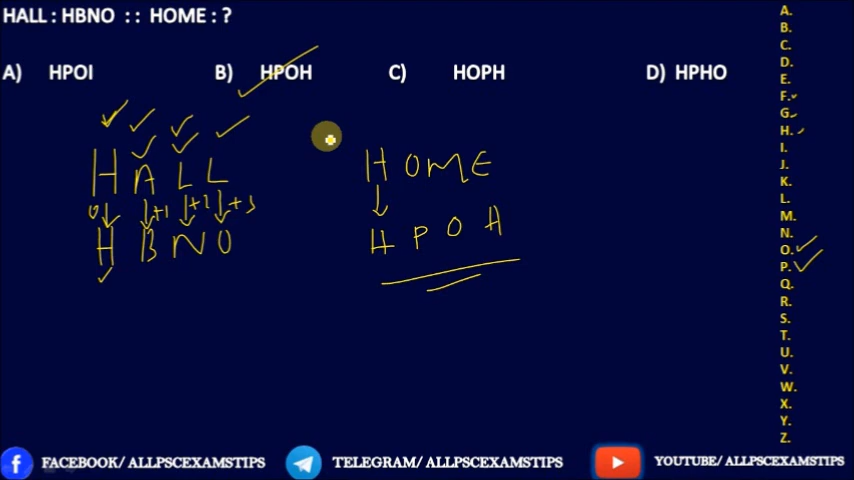 HALL : HBNO : : HOME : ?
A) HPOI B) HPOH C) HOPH D) HPHO
H A L L
0 +1 +2 +3
H B N O
H O M E
H P O H
A.
B.
C.
D.
E.
F.
G.
H.
I.
J.
K.
L.
M.
N.
O.
P.
Q.
R.
S.
T.
U.
V.
W.
X.
Y.
Z.
FACEBOOK/ ALLPSCEXAMSTIPS TELEGRAM/ ALLPSCEXAMSTIPS YOUTUBE/ ALLPSCEXAMSTIPS